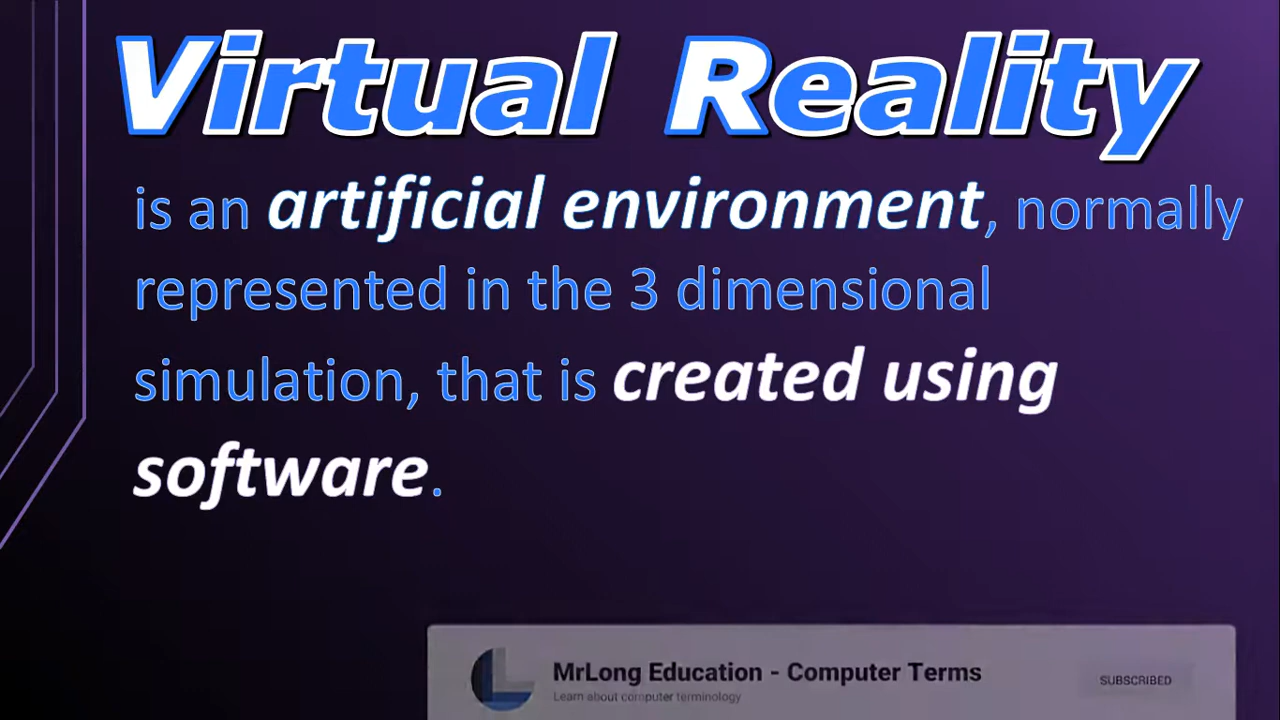 Virtual Reality
is an artificial environment, normally
represented in the 3 dimensional
simulation, that is created using
software.
MrLong Education - Computer Terms
Learn about computer terminology
SUBSCRIBED